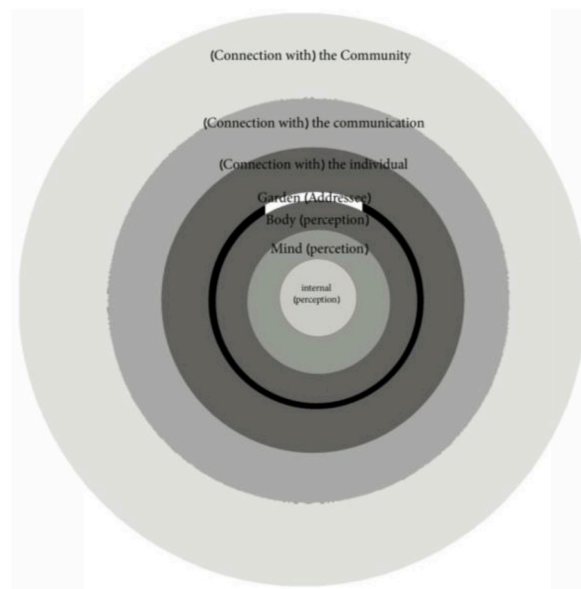 (Connection with) the Community
(Connection with) the communication
(Connection with) the individual
Garden (Addressee)
Body (perception)
Mind (percetion)
internal
(perception)